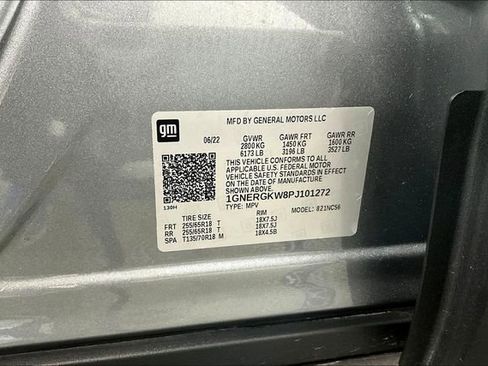 gm
MFD BY GENERAL MOTORS LLC
06/22 GVWR GAWR FRT GAWR RR
2800 KG 1450 KG 1600 KG
6173 LB 3196 LB 3527 LB
THIS VEHICLE CONFORMS TO ALL
APPLICABLE U.S. FEDERAL MOTOR
VEHICLE SAFETY STANDARDS IN EFFECT
ON THE DATE OF MANUFACTURE
SHOWN ABOVE.
1GNERGKW8PJ101272
130H TYPE: MPV MODEL: 821NC56
TIRE SIZE RIM
FRT 255/65R18 T 18X7.5J
RR 255/65R18 T 18X7.5J
SPA T135/70R18 M 18X4.5B